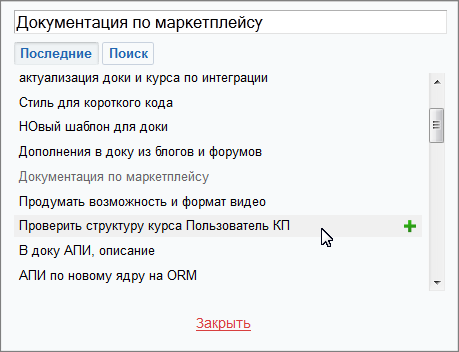 Документация по маркетплейсу
Последние Поиск
актуализация доки и курса по интеграции
Стиль для короткого кода
НОвый шаблон для доки
Дополнения в доку из блогов и форумов
Документация по маркетплейсу
Продумать возможность и формат видео
Проверить структуру курса Пользователь КП
В доку АПИ, описание
АПИ по новому ядру на ORM
Закрыть